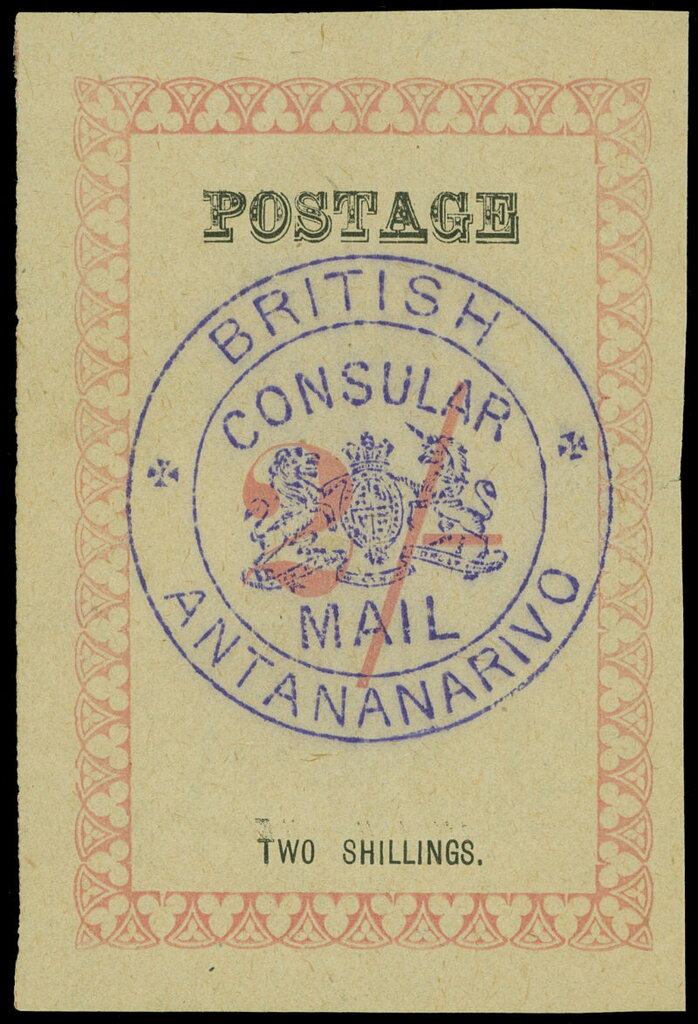 POSTAGE
BRITISH
CONSULAR
2/-
MAIL
ANTANANARIVO
TWO SHILLINGS.